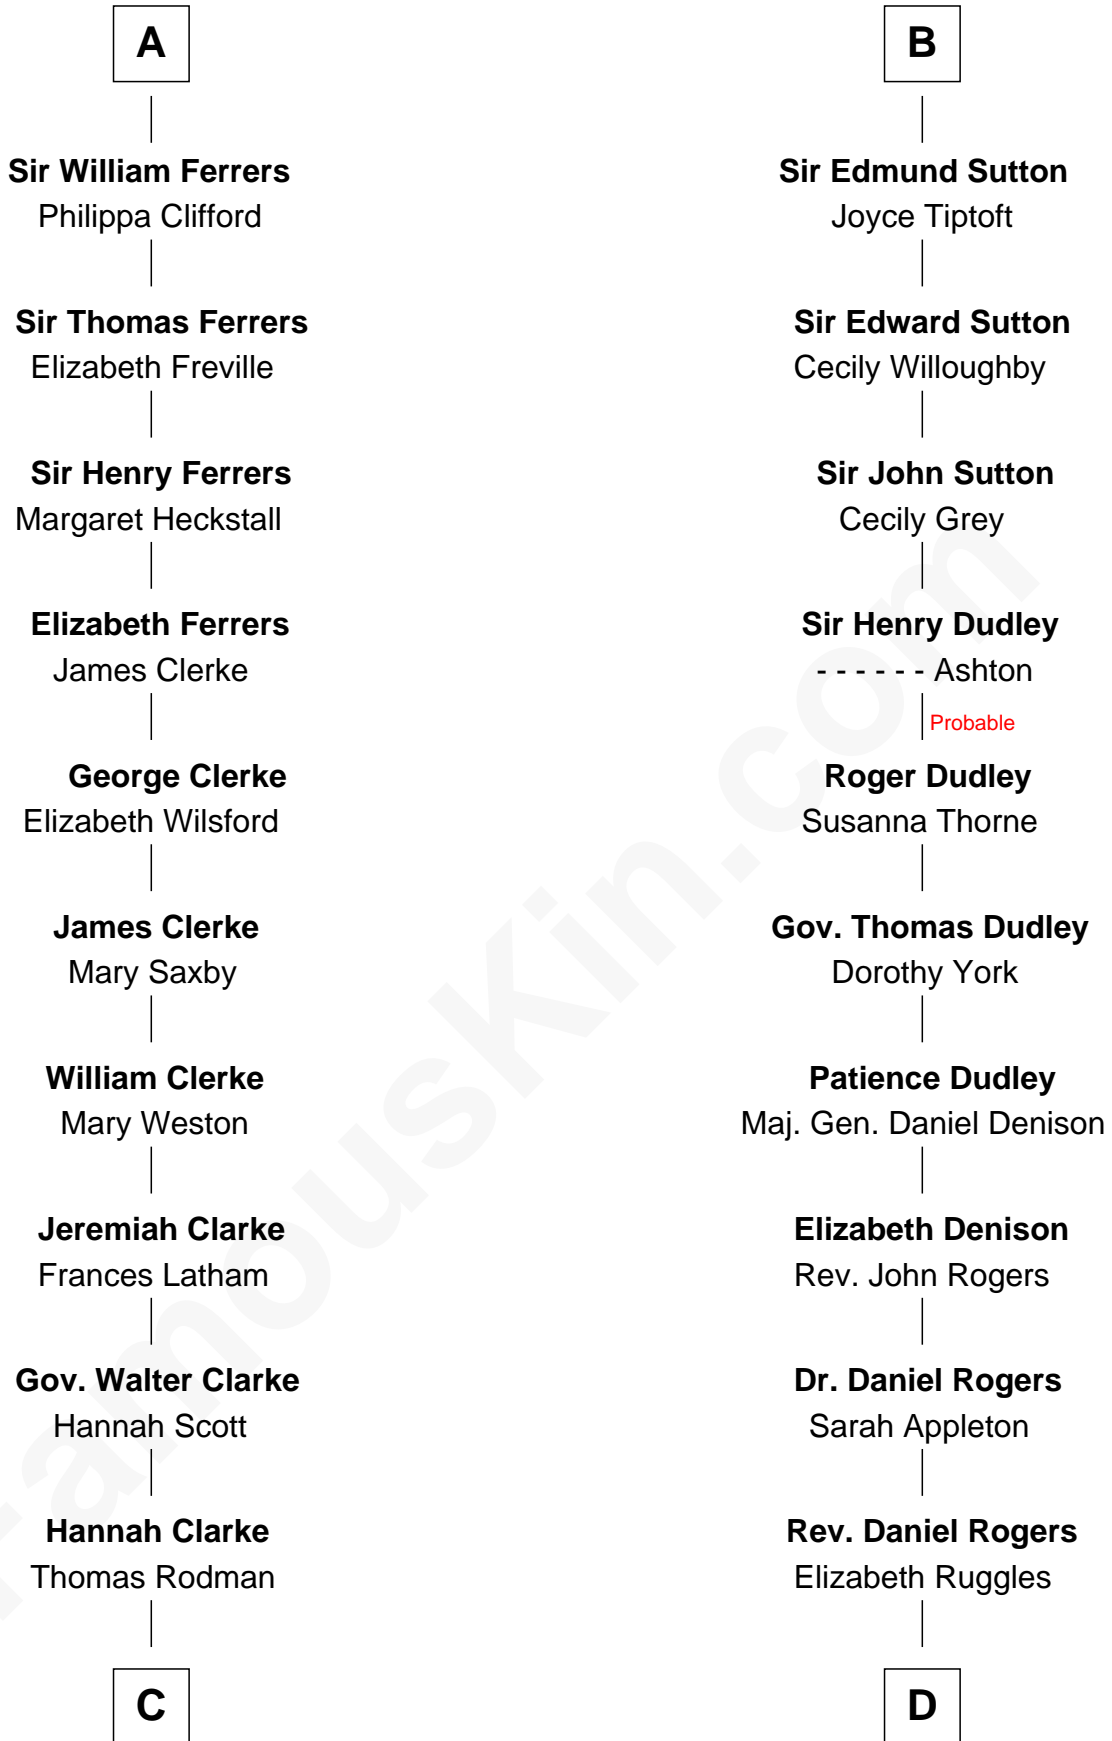 A
Sir William Ferrers
Philippa Clifford
Sir Thomas Ferrers
Elizabeth Freville
Sir Henry Ferrers
Margaret Heckstall
Elizabeth Ferrers
James Clerke
George Clerke
Elizabeth Wilsford
James Clerke
Mary Saxby
William Clerke
Mary Weston
Jeremiah Clarke
Frances Latham
Gov. Walter Clarke
Hannah Scott
Hannah Clarke
Thomas Rodman
C
B
Sir Edmund Sutton
Joyce Tiptoft
Sir Edward Sutton
Cecily Willoughby
Sir John Sutton
Cecily Grey
Sir Henry Dudley
- - - - - - Ashton
Probable
Roger Dudley
Susanna Thorne
Gov. Thomas Dudley
Dorothy York
Patience Dudley
Maj. Gen. Daniel Denison
Elizabeth Denison
Rev. John Rogers
Dr. Daniel Rogers
Sarah Appleton
Rev. Daniel Rogers
Elizabeth Ruggles
D
FamousKin.com